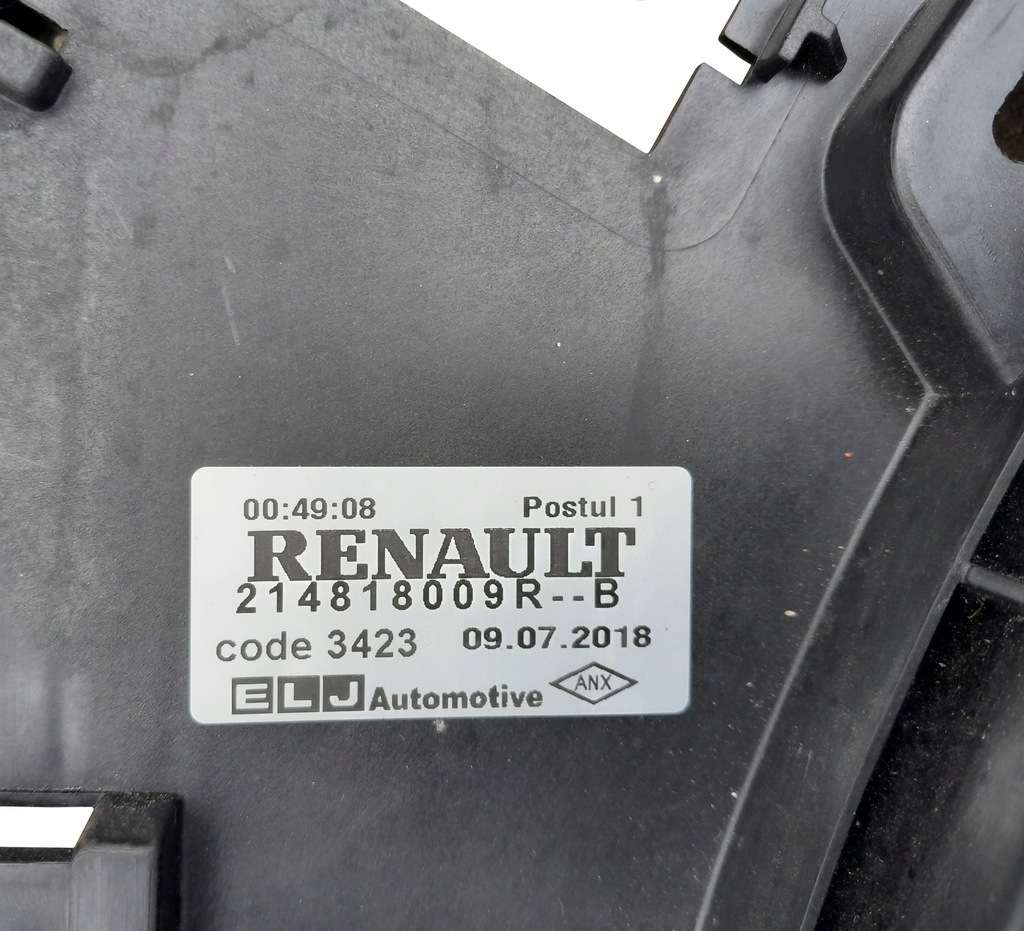 00:49:08 Postul 1
RENAULT
214818009R--B
code 3423 09.07.2018
ELJ Automotive ANX